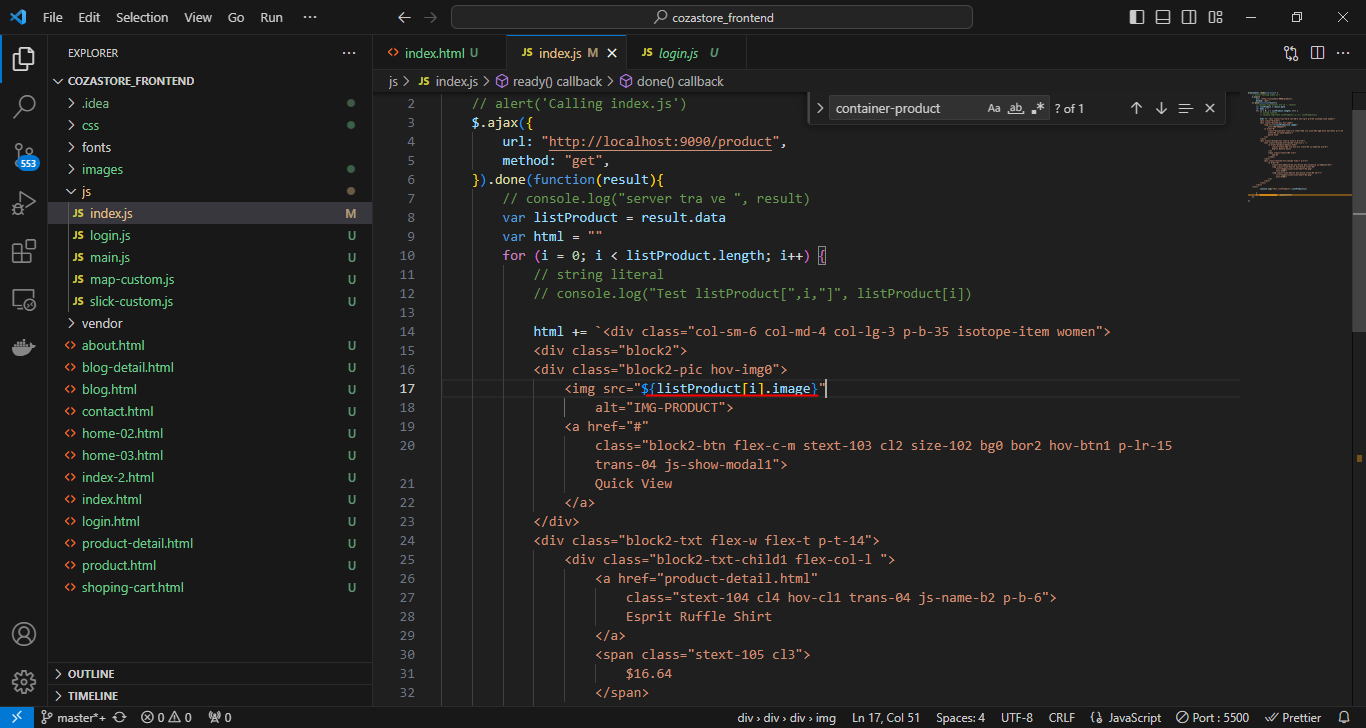 File Edit Selection View Go Run ··· cozastore_frontend
EXPLORER ···
COZASTORE_FRONTEND
.idea
css
fonts
images
js
JS index.js M
JS login.js U
JS main.js U
JS map-custom.js U
JS slick-custom.js U
vendor
<> about.html U
<> blog-detail.html U
<> blog.html U
<> contact.html U
<> home-02.html U
<> home-03.html U
<> index-2.html U
<> index.html U
<> login.html U
<> product-detail.html U
<> product.html U
<> shoping-cart.html U
OUTLINE
TIMELINE
553
<> index.html U JS index.js M JS login.js U
js > JS index.js > ready() callback > done() callback
container-product Aa ab .* ? of 1
2 // alert('Calling index.js')
3 $.ajax({
4 url: "http://localhost:9090/product",
5 method: "get",
6 }).done(function(result){
7 // console.log("server tra ve ", result)
8 var listProduct = result.data
9 var html = ""
10 for (i = 0; i < listProduct.length; i++) {
11 // string literal
12 // console.log("Test listProduct[",i,"]", listProduct[i])
13
14 html += `<div class="col-sm-6 col-md-4 col-lg-3 p-b-35 isotope-item women">
15 <div class="block2">
16 <div class="block2-pic hov-img0">
17 <img src="${listProduct[i].image}"
18 alt="IMG-PRODUCT">
19 <a href="#"
20 class="block2-btn flex-c-m stext-103 cl2 size-102 bg0 bor2 hov-btn1 p-lr-15
trans-04 js-show-modal1">
21 Quick View
22 </a>
23 </div>
24 <div class="block2-txt flex-w flex-t p-t-14">
25 <div class="block2-txt-child1 flex-col-l ">
26 <a href="product-detail.html"
27 class="stext-104 cl4 hov-cl1 trans-04 js-name-b2 p-b-6">
28 Esprit Ruffle Shirt
29 </a>
30 <span class="stext-105 cl3">
31 $16.64
32 </span>
master*+ 0 0 0 div > div > div > img Ln 17, Col 51 Spaces: 4 UTF-8 CRLF {} JavaScript Port : 5500 Prettier